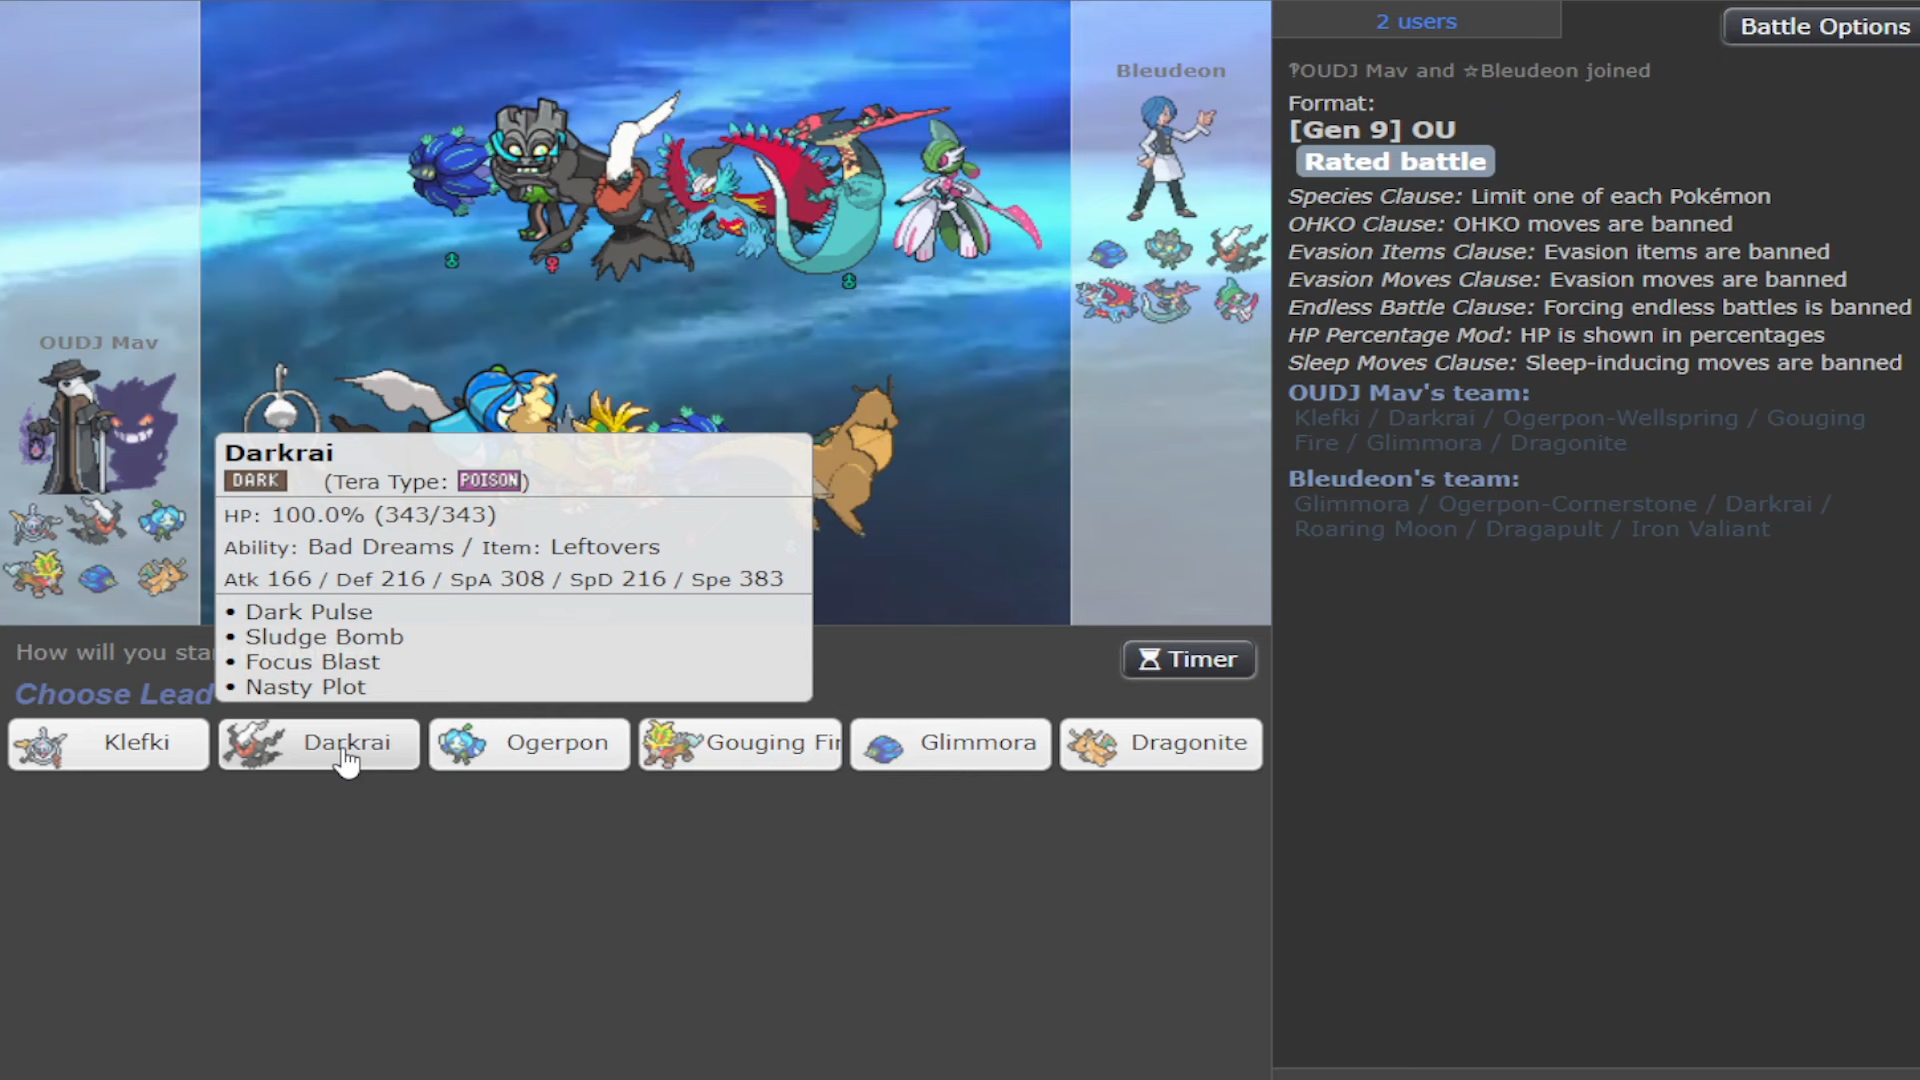 Bleudeon
OUDJ Mav
Darkrai
DARK (Tera Type: POISON)
HP: 100.0% (343/343)
Ability: Bad Dreams / Item: Leftovers
Atk 166 / Def 216 / SpA 308 / SpD 216 / Spe 383
• Dark Pulse
• Sludge Bomb
• Focus Blast
• Nasty Plot
How will you sta
Timer
Choose Lead
Klefki
Darkrai
Ogerpon
Gouging Fir
Glimmora
Dragonite
2 users
Battle Options
‽OUDJ Mav and ☆Bleudeon joined
Format:
[Gen 9] OU
Rated battle
Species Clause: Limit one of each Pokémon
OHKO Clause: OHKO moves are banned
Evasion Items Clause: Evasion items are banned
Evasion Moves Clause: Evasion moves are banned
Endless Battle Clause: Forcing endless battles is banned
HP Percentage Mod: HP is shown in percentages
Sleep Moves Clause: Sleep-inducing moves are banned
OUDJ Mav's team:
Klefki / Darkrai / Ogerpon-Wellspring / Gouging
Fire / Glimmora / Dragonite
Bleudeon's team:
Glimmora / Ogerpon-Cornerstone / Darkrai /
Roaring Moon / Dragapult / Iron Valiant